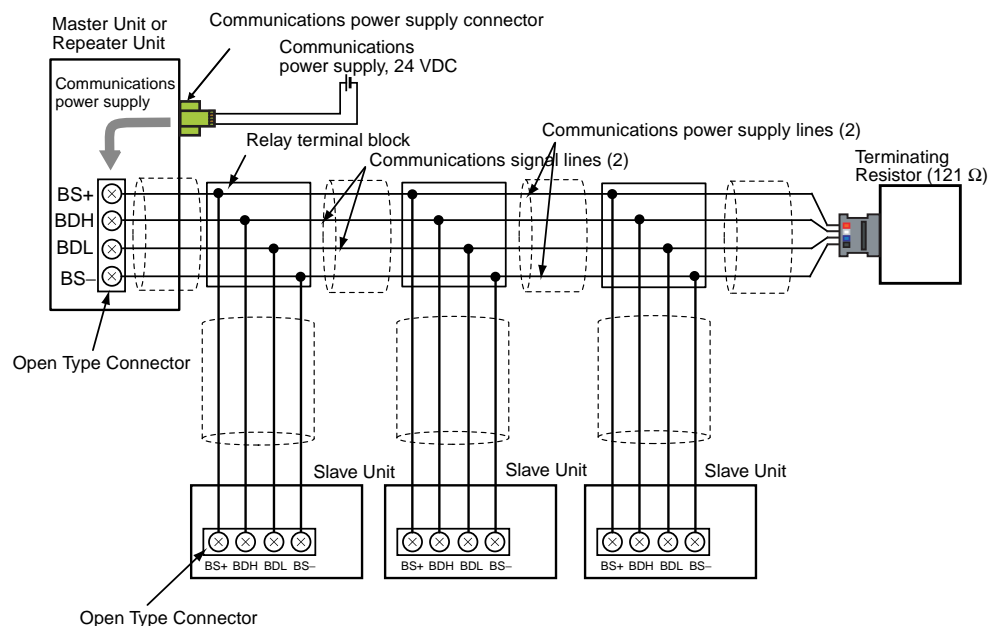 Communications power supply connector
Master Unit or
Repeater Unit
Communications
power supply, 24 VDC
Communications
power supply
Relay terminal block
Communications signal lines (2)
Communications power supply lines (2)
Terminating
Resistor (121 Ω)
BS+
BDH
BDL
BS−
Open Type Connector
Slave Unit
Slave Unit
Slave Unit
BS+ BDH BDL BS−
BS+ BDH BDL BS−
BS+ BDH BDL BS−
Open Type Connector